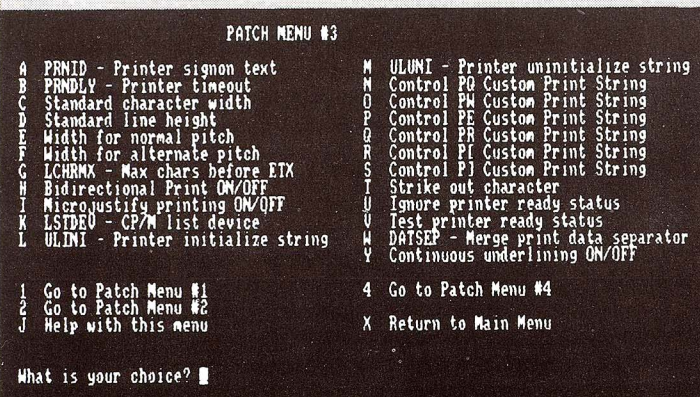 PATCH MENU #3
A PRNID - Printer signon text
B PRNDLY - Printer timeout
C Standard character width
D Standard line height
E Width for normal pitch
F Width for alternate pitch
G LCHRMX - Max chars before ETX
H Bidirectional Print ON/OFF
I Microjustify printing ON/OFF
K LSTDEV - CP/M list device
L ULINI - Printer initialize string
M ULUNI - Printer uninitialize string
N Control PQ Custom Print String
O Control PW Custom Print String
P Control PE Custom Print String
Q Control PR Custom Print String
R Control P[ Custom Print String
S Control P] Custom Print String
T Strike out character
U Ignore printer ready status
V Test printer ready status
W DATSEP - Merge print data separator
Y Continuous underlining ON/OFF
1 Go to Patch Menu #1
2 Go to Patch Menu #2
J Help with this menu
4 Go to Patch Menu #4
X Return to Main Menu
What is your choice?